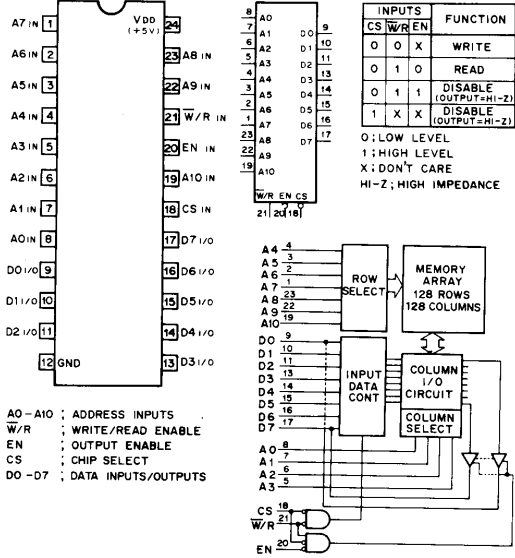 A7 IN 1
VDD
(+5V)
24
A6 IN 2
23 A8 IN
A5 IN 3
22 A9 IN
A4 IN 4
21 W̅/R IN
A3 IN 5
20 EN IN
A2 IN 6
19 A10 IN
A1 IN 7
18 CS IN
A0 IN 8
17 D7 I/O
D0 I/O 9
16 D6 I/O
D1 I/O 10
15 D5 I/O
D2 I/O 11
14 D4 I/O
12 GND
13 D3 I/O
A0-A10 ; ADDRESS INPUTS
W̅/R ; WRITE/READ ENABLE
EN ; OUTPUT ENABLE
CS ; CHIP SELECT
D0-D7 ; DATA INPUTS/OUTPUTS
8 A0
7 A1 D0 9
6 A2 D1 10
5 A3 D2 11
4 A4 D3 13
3 A5 D4 14
2 A6 D5 15
1 A7 D6 16
23 A8 D7 17
22 A9
19 A10
W̅/R EN CS
21 20 18
INPUTS FUNCTION
CS W̅/R EN
0 0 X WRITE
0 1 0 READ
0 1 1 DISABLE
(OUTPUT=HI-Z)
1 X X DISABLE
(OUTPUT=HI-Z)
0 ; LOW LEVEL
1 ; HIGH LEVEL
X ; DON'T CARE
HI-Z ; HIGH IMPEDANCE
A4 4
A5 3
A6 2
A7 1
A8 23
A9 22
A10 19
ROW
SELECT
MEMORY
ARRAY
128 ROWS
128 COLUMNS
D0 9
D1 10
D2 11
D3 13
D4 14
D5 15
D6 16
D7 17
INPUT
DATA
CONT
COLUMN
I/O
CIRCUIT
COLUMN
SELECT
A0 8
A1 7
A2 6
A3 5
CS 18
W̅/R 21
EN 20